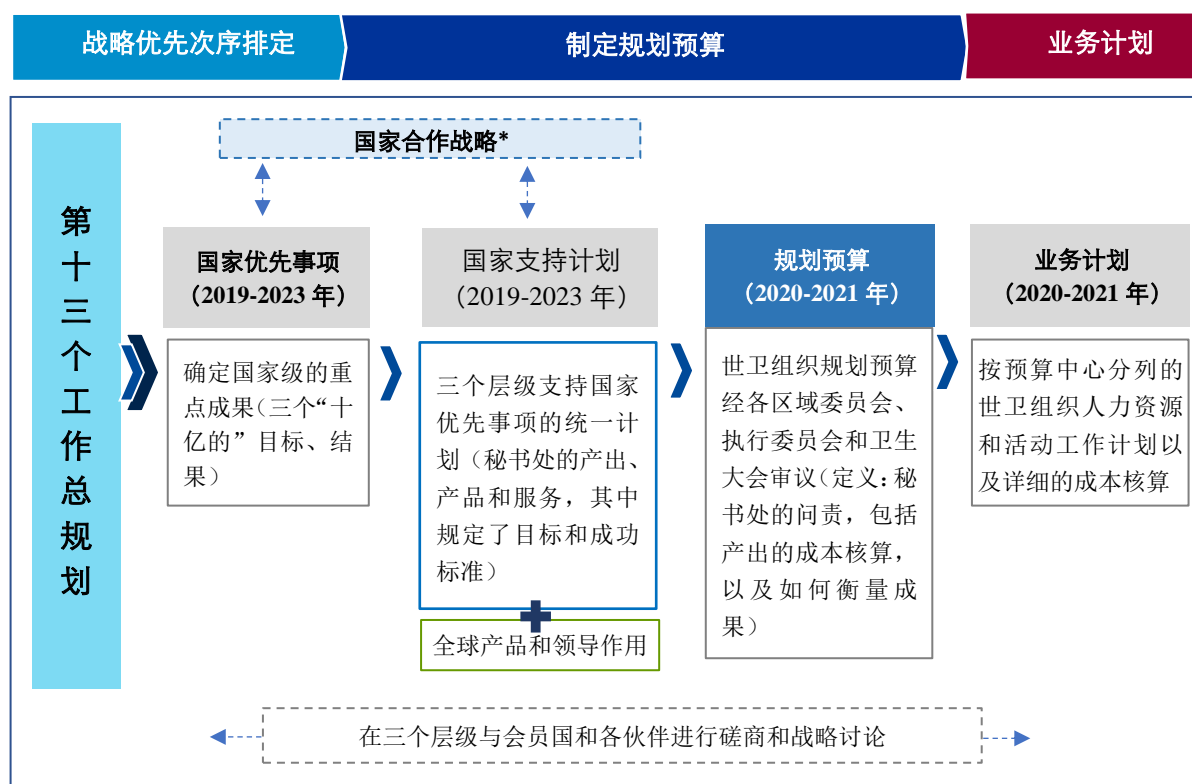 战略优先次序排定
制定规划预算
业务计划
国家合作战略*
第
十
三
个
工
作
总
规
划
国家优先事项
（2019-2023 年）
确定国家级的重
点成果（三个“十
亿的”目标、结
果）
国家支持计划
（2019-2023 年）
三个层级支持国家
优先事项的统一计
划（秘书处的产出、
产品和服务，其中
规定了目标和成功
标准）
全球产品和领导作用
规划预算
（2020-2021 年）
世卫组织规划预算
经各区域委员会、
执行委员会和卫生
大会审议（定义：秘
书处的问责，包括
产出的成本核算，
以及如何衡量成
果）
业务计划
（2020-2021 年）
按预算中心分列的
世卫组织人力资源
和活动工作计划以
及详细的成本核算
在三个层级与会员国和各伙伴进行磋商和战略讨论